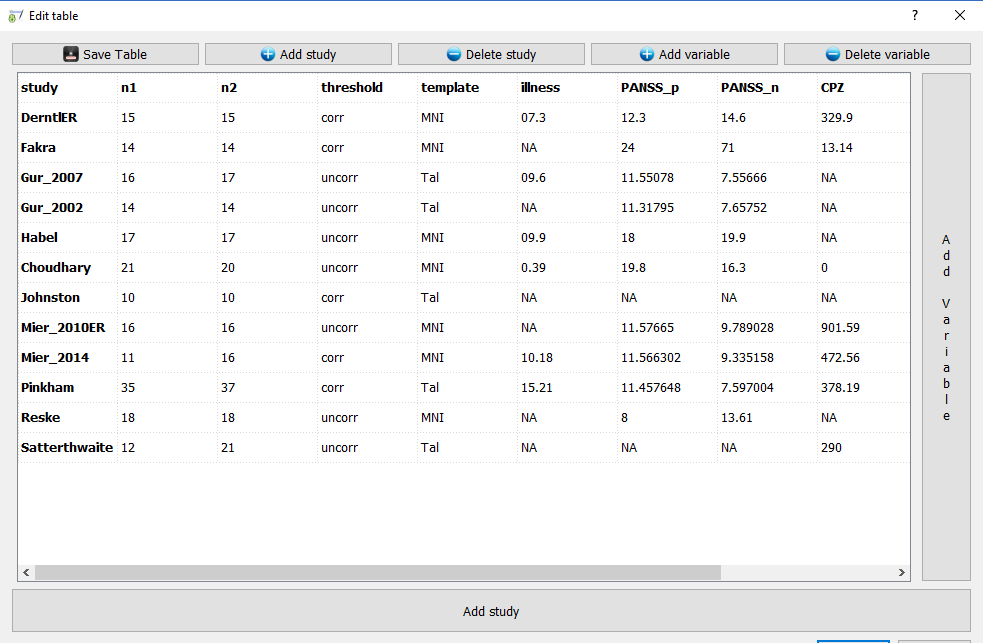 Edit table
? 
Save Table Add study Delete study Add variable Delete variable
study n1 n2 threshold template illness PANSS_p PANSS_n CPZ
DerntlER 15 15 corr MNI 07.3 12.3 14.6 329.9
Fakra 14 14 corr MNI NA 24 71 13.14
Gur_2007 16 17 uncorr Tal 09.6 11.55078 7.55666 NA
Gur_2002 14 14 uncorr Tal NA 11.31795 7.65752 NA
Habel 17 17 uncorr MNI 09.9 18 19.9 NA
Choudhary 21 20 uncorr MNI 0.39 19.8 16.3 0
Johnston 10 10 corr Tal NA NA NA NA
Mier_2010ER 16 16 uncorr MNI NA 11.57665 9.789028 901.59
Mier_2014 11 16 corr MNI 10.18 11.566302 9.335158 472.56
Pinkham 35 37 corr Tal 15.21 11.457648 7.597004 378.19
Reske 18 18 uncorr MNI NA 8 13.61 NA
Satterthwaite 12 21 uncorr Tal NA NA NA 290
Add Variable
Add study